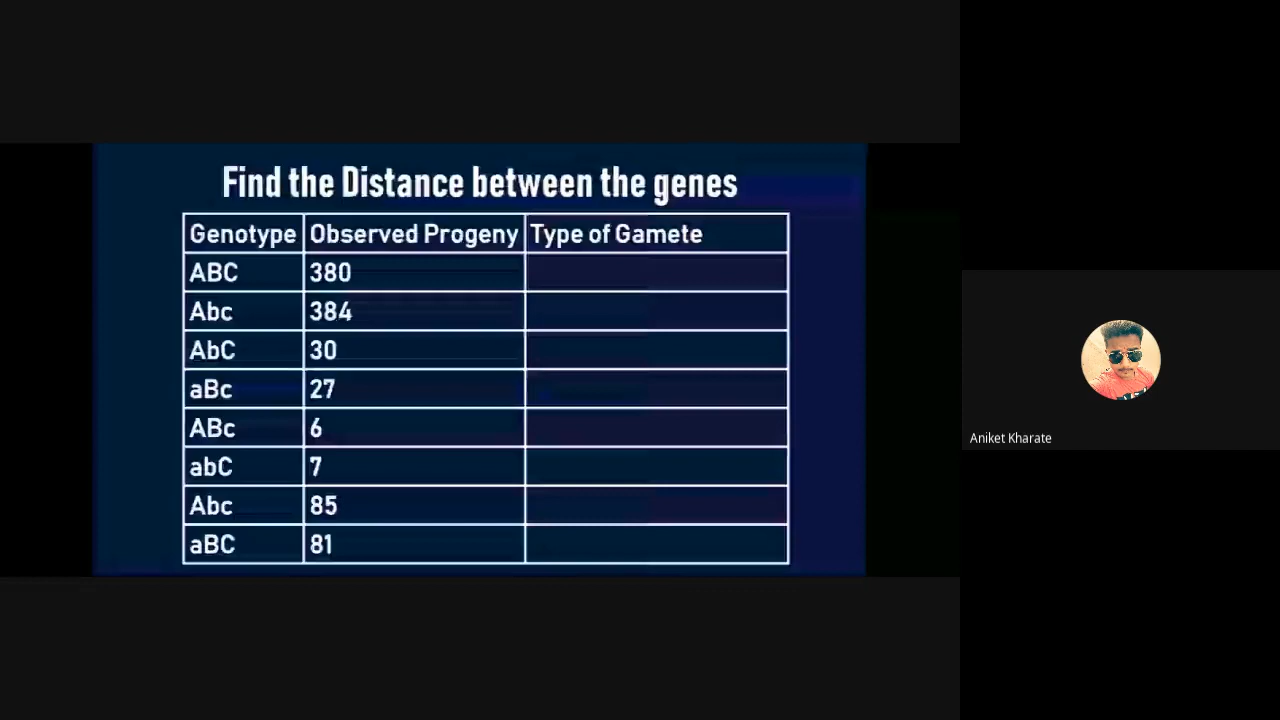 Find the Distance between the genes
Genotype Observed Progeny Type of Gamete
ABC 380
Abc 384
AbC 30
aBc 27
ABc 6
abC 7
Abc 85
aBC 81
Aniket Kharate